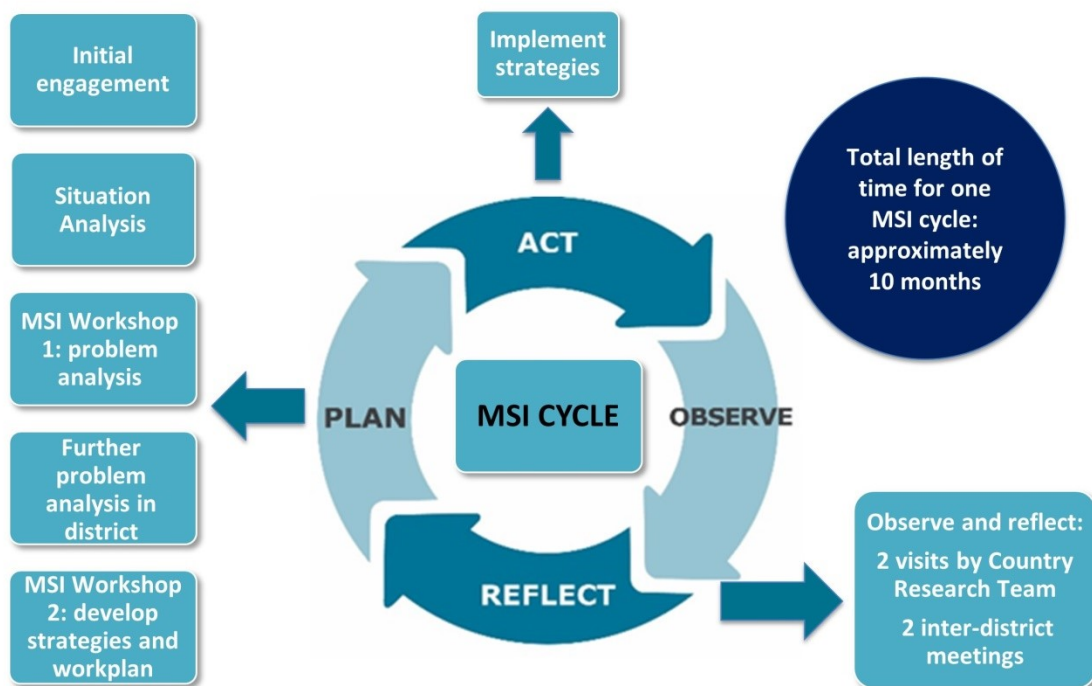 Initial
engagement
Situation
Analysis
MSI Workshop
1: problem
analysis
Further
problem
analysis in
district
MSI Workshop
2: develop
strategies and
workplan
Implement
strategies
ACT
PLAN
MSI CYCLE
OBSERVE
REFLECT
Total length of
time for one
MSI cycle:
approximately
10 months
Observe and reflect:
2 visits by Country
Research Team
2 inter-district
meetings